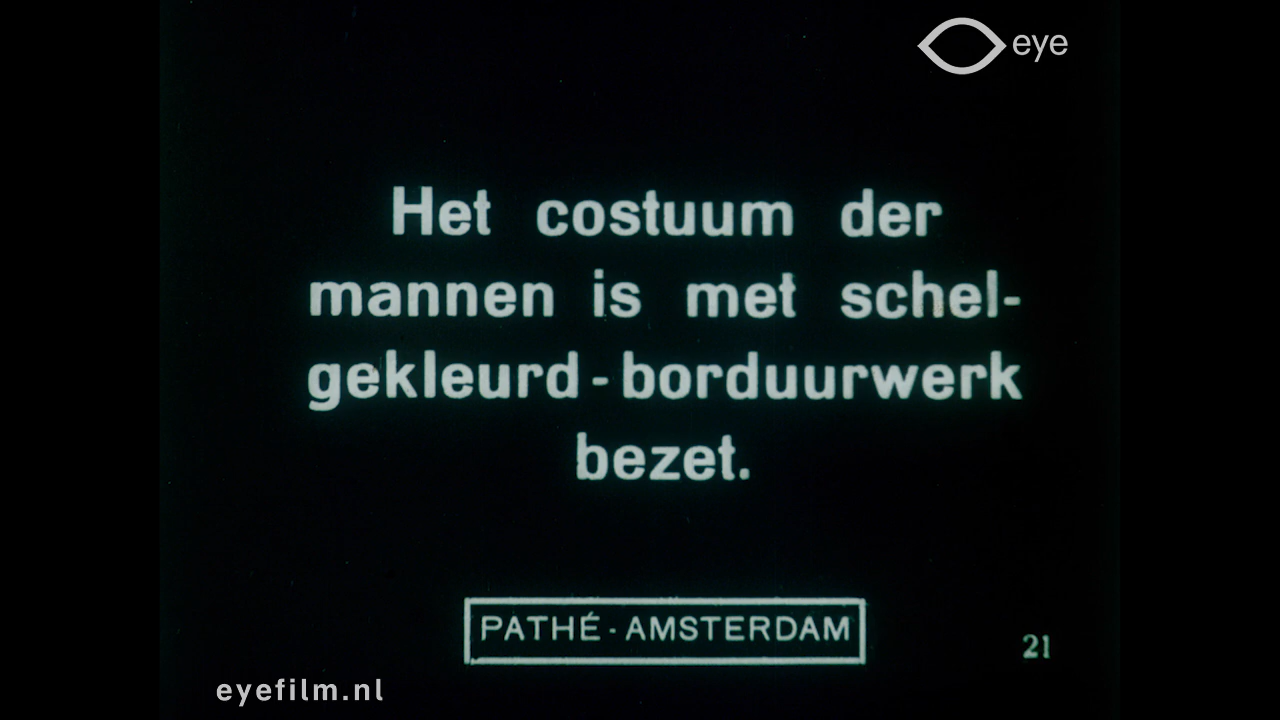 eye
Het costuum der
mannen is met schel-
gekleurd-borduurwerk
bezet.
PATHÉ-AMSTERDAM
21
eyefilm.nl